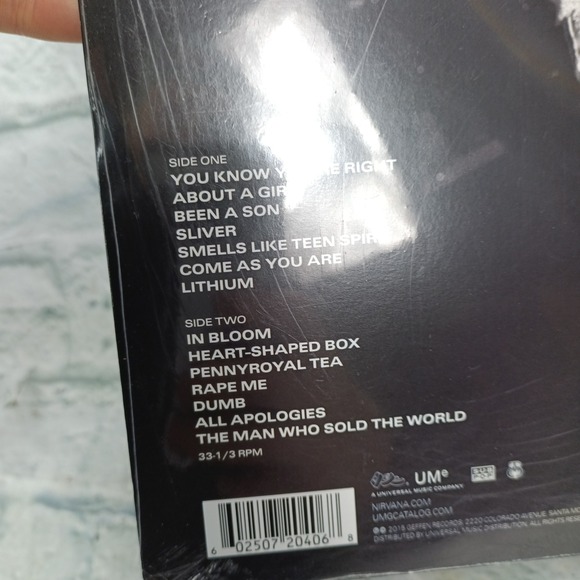 SIDE ONE
YOU KNOW RIGHT
ABOUT A
BEEN A SON
SLIVER
SMELLS LIKE TEEN
COME AS YOU ARE
LITHIUM
SIDE TWO
IN BLOOM
HEART-SHAPED BOX
PENNYROYAL TEA
RAPE ME
DUMB
ALL APOLOGIES
THE MAN WHO SOLD THE WORLD
33-1/3 RPM
UMe
A UNIVERSAL MUSIC COMPANY
NIRVANA.COM
UMGCATALOG.COM
℗ © 2015 GEFFEN RECORDS, 2220 COLORADO AVENUE, SANTA
DISTRIBUTED BY UNIVERSAL MUSIC DISTRIBUTION. ALL RIGHTS
6 02507 20406 8